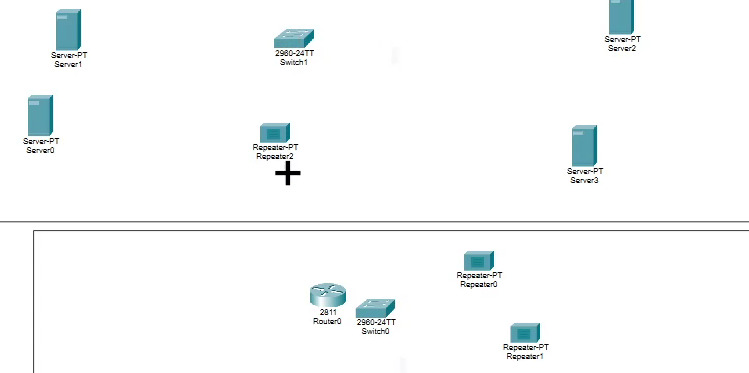 Server-PT
Server1
2960-24TT
Switch1
Server-PT
Server2
Server-PT
Server0
Repeater-PT
Repeater2
Server-PT
Server3
Repeater-PT
Repeater0
2811
Router0
2960-24TT
Switch0
Repeater-PT
Repeater1